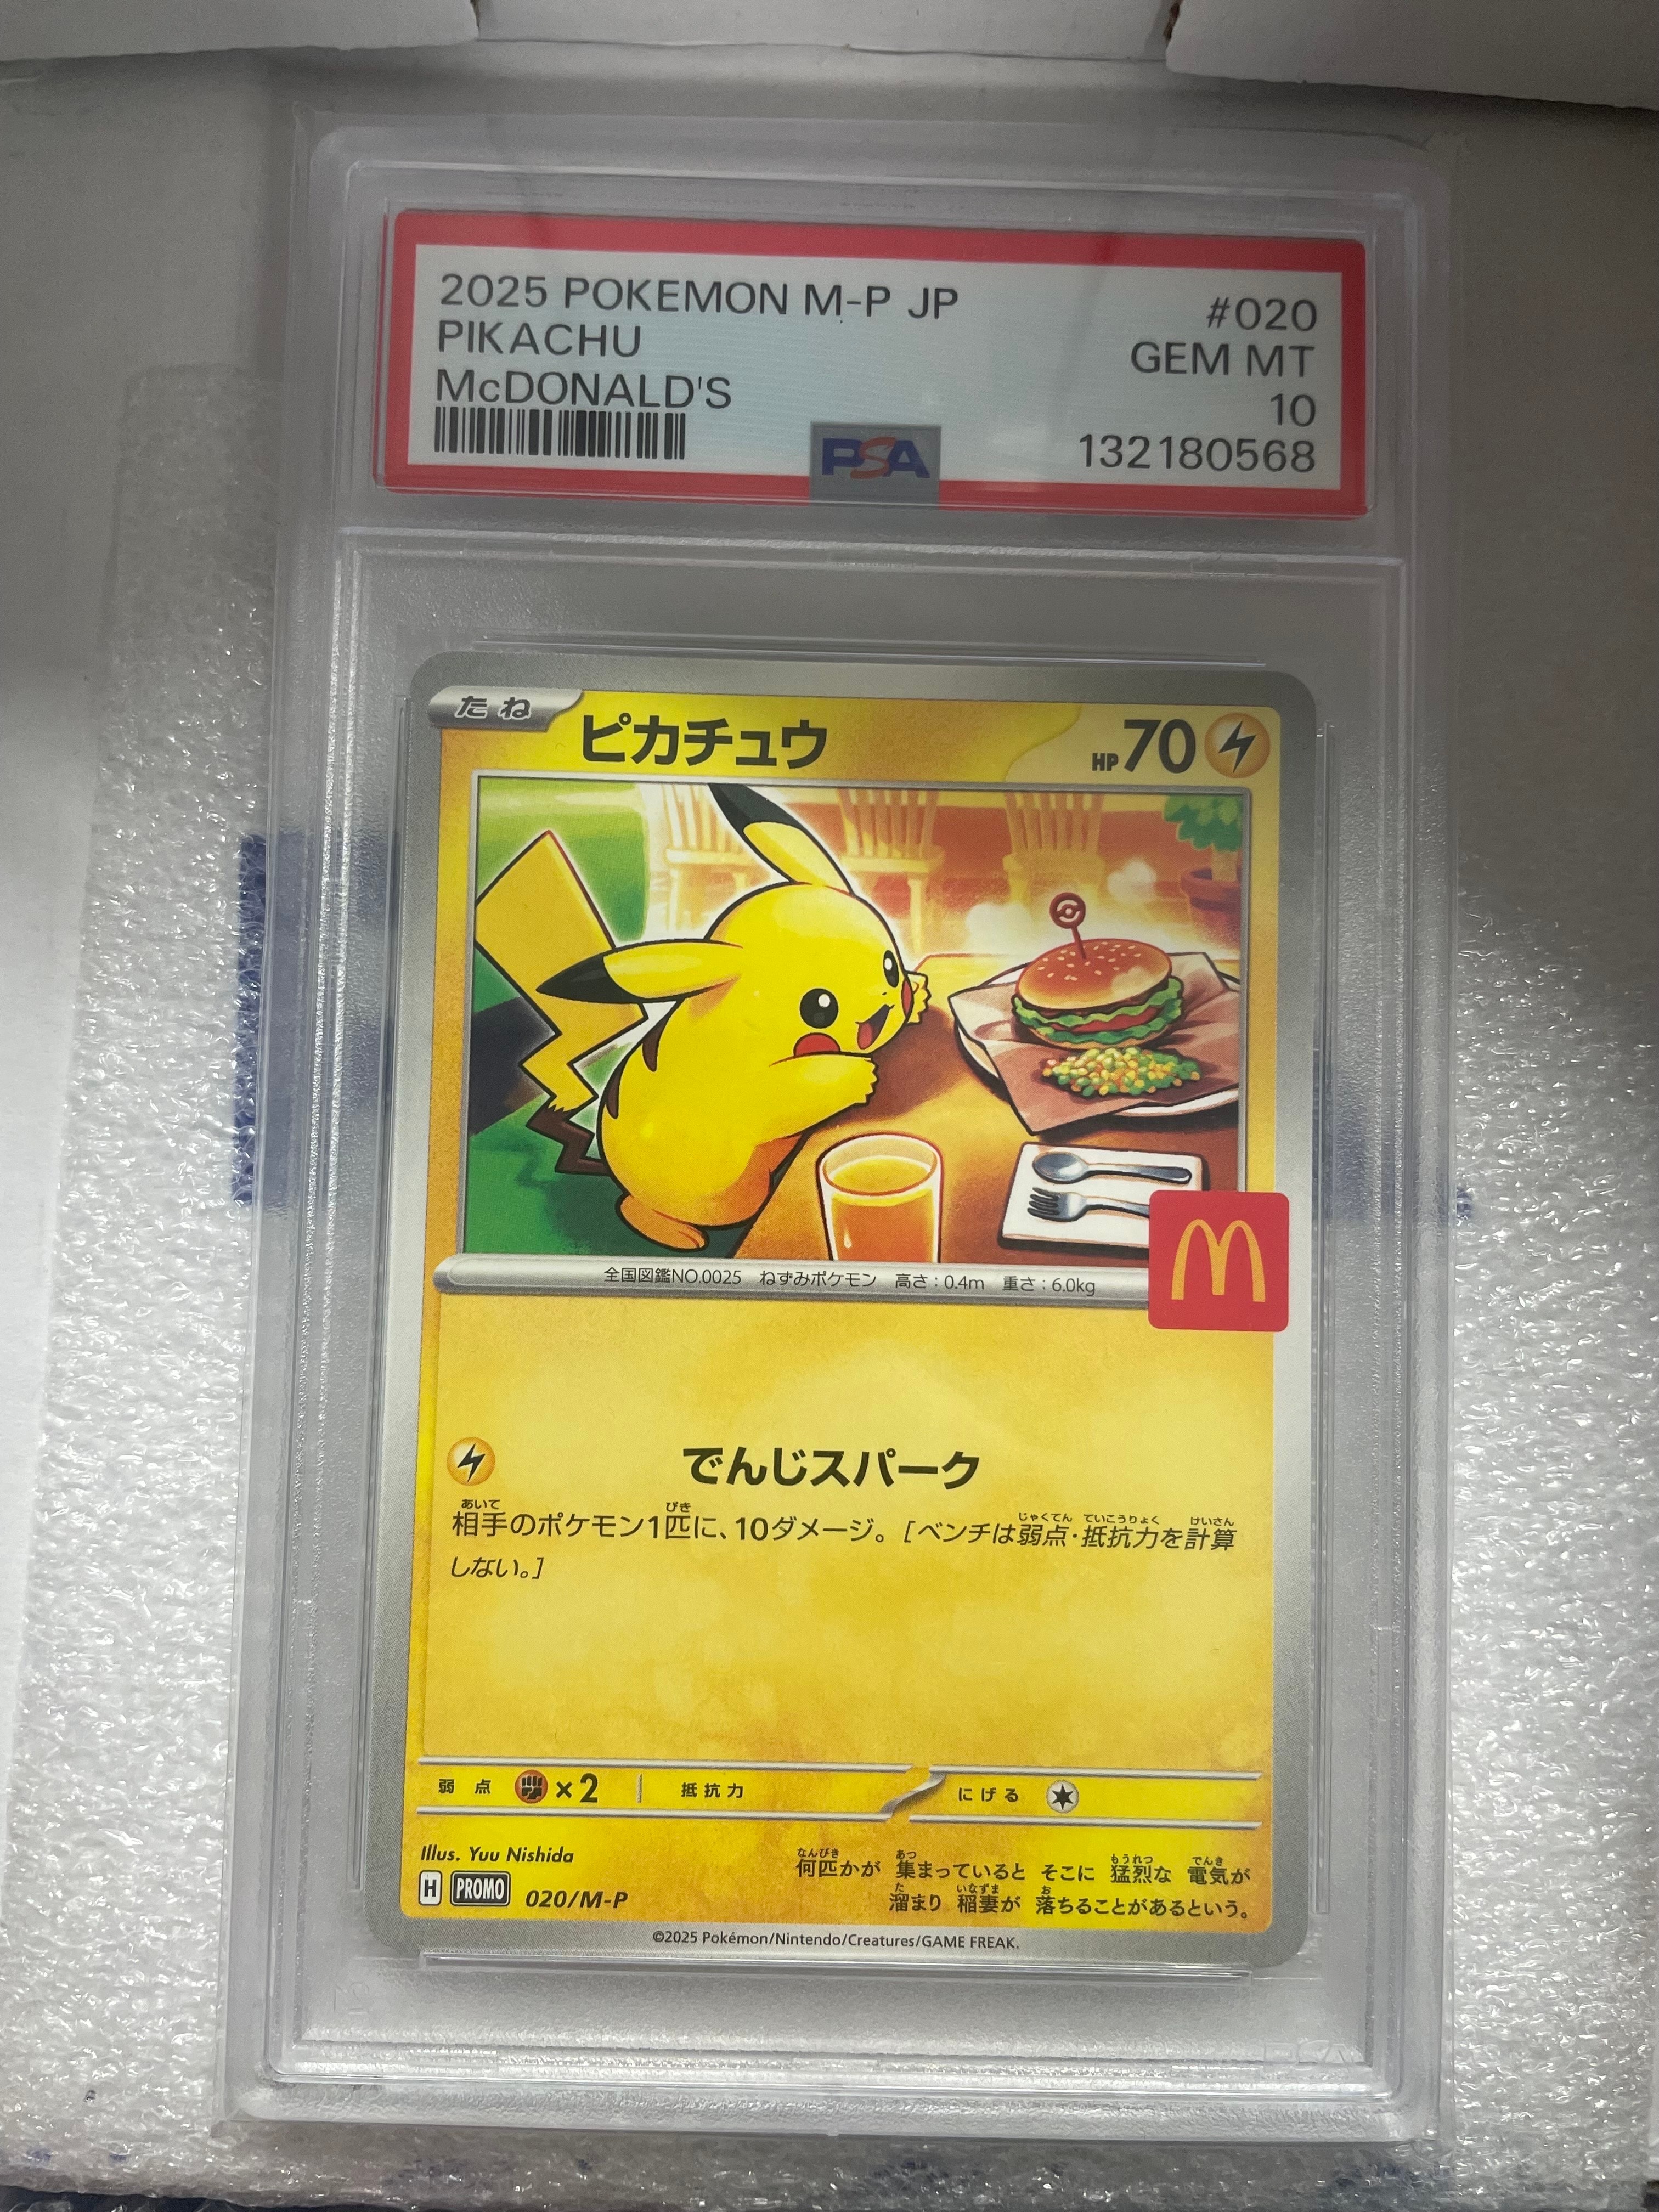 2025 POKEMON M-P JP #020
PIKACHU GEM MT
McDONALD'S 10
PSA 132180568
たね ピカチュウ HP70
全国図鑑NO.0025 ねずみポケモン 高さ:0.4m 重さ:6.0kg
でんじスパーク
相手のポケモン1匹に、10ダメージ。[ベンチは弱点・抵抗力を計算
しない。]
弱点 ×2 抵抗力 にげる
Illus. Yuu Nishida
何匹かが 集まっていると そこに 猛烈な 電気が
H PROMO 020/M-P 溜まり 稲妻が 落ちることがあるという。
©2025 Pokémon/Nintendo/Creatures/GAME FREAK.